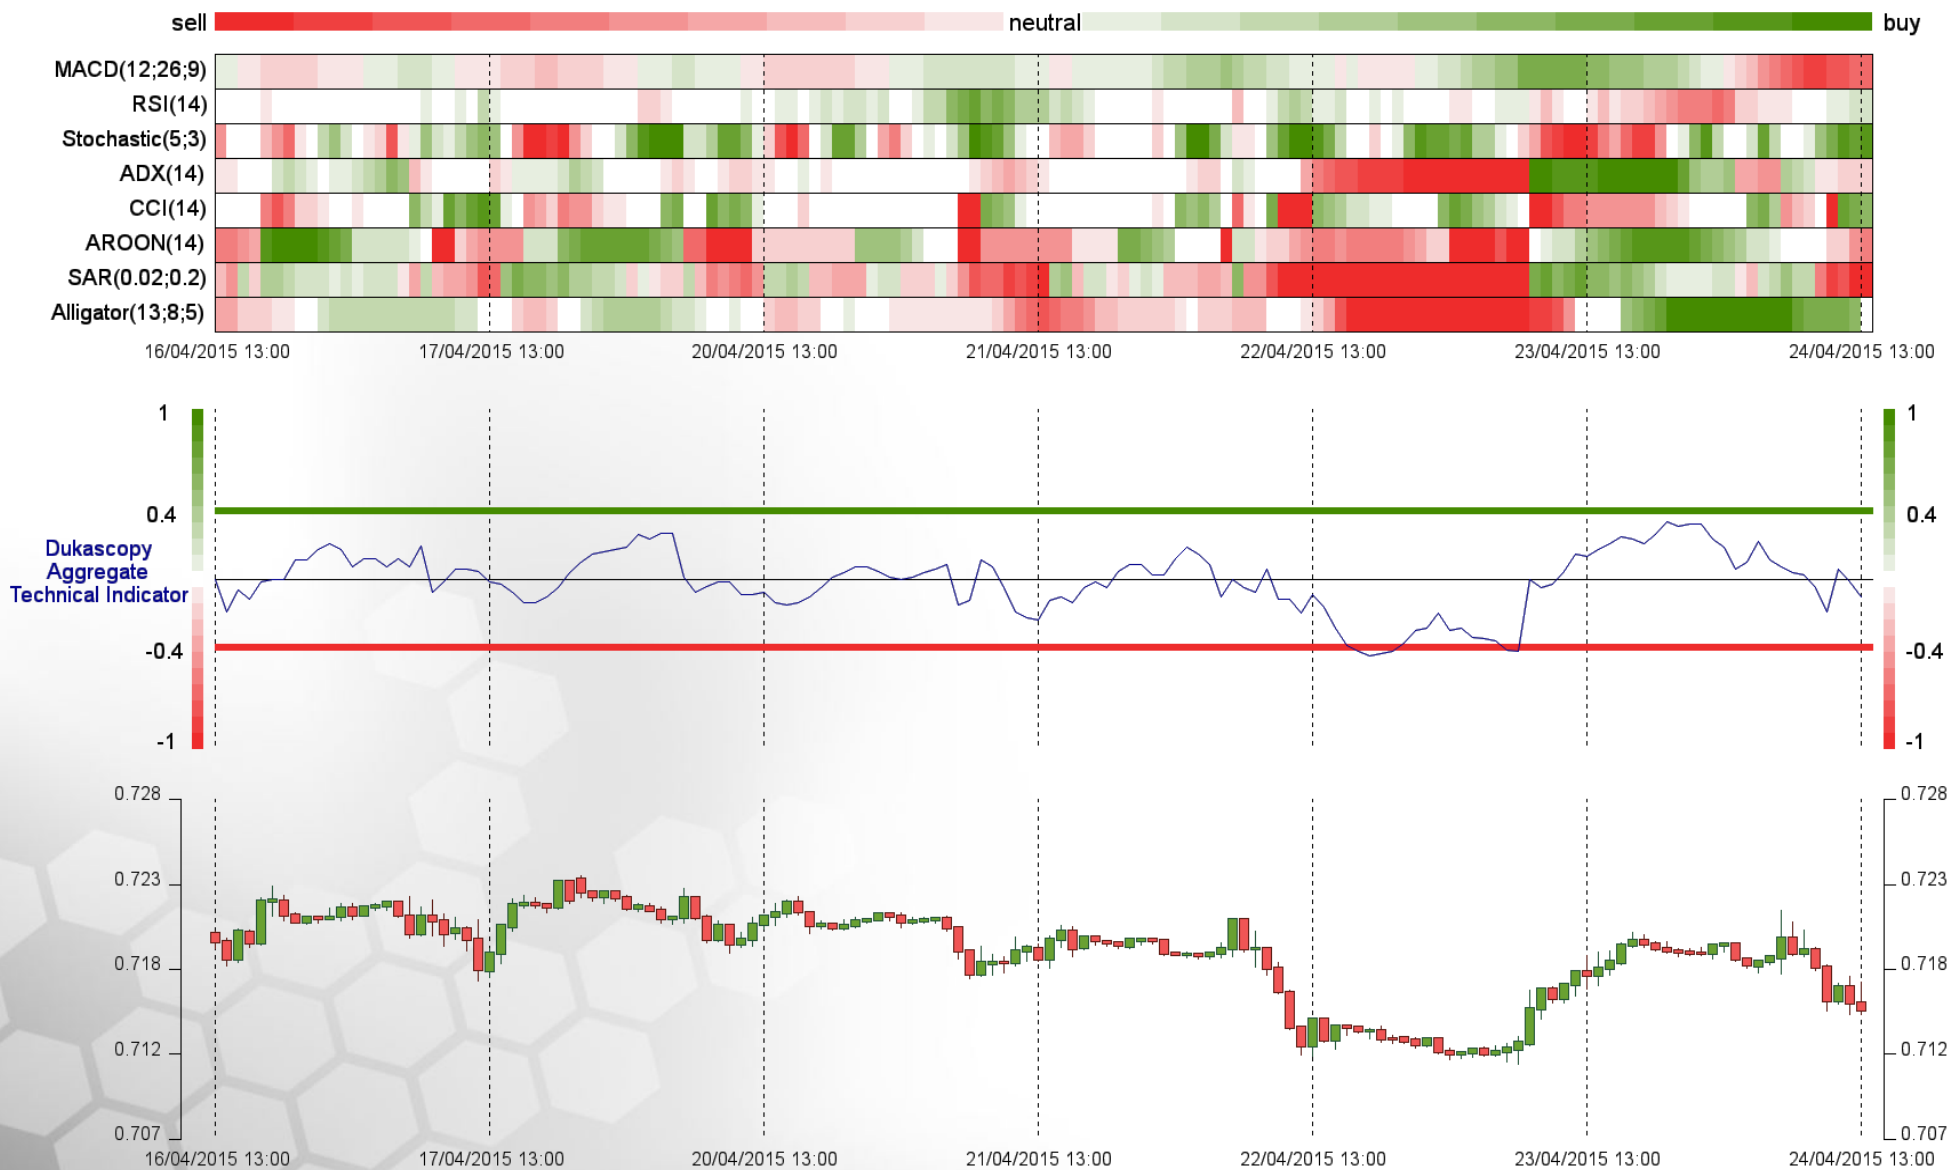 sell neutral buy
MACD(12;26;9)
RSI(14)
Stochastic(5;3)
ADX(14)
CCI(14)
AROON(14)
SAR(0.02;0.2)
Alligator(13;8;5)
16/04/2015 13:00 17/04/2015 13:00 20/04/2015 13:00 21/04/2015 13:00 22/04/2015 13:00 23/04/2015 13:00 24/04/2015 13:00
1 1
0.4 0.4
Dukascopy
Aggregate
Technical Indicator
-0.4 -0.4
-1 -1
0.728 0.728
0.723 0.723
0.718 0.718
0.712 0.712
0.707 0.707
16/04/2015 13:00 17/04/2015 13:00 20/04/2015 13:00 21/04/2015 13:00 22/04/2015 13:00 23/04/2015 13:00 24/04/2015 13:00